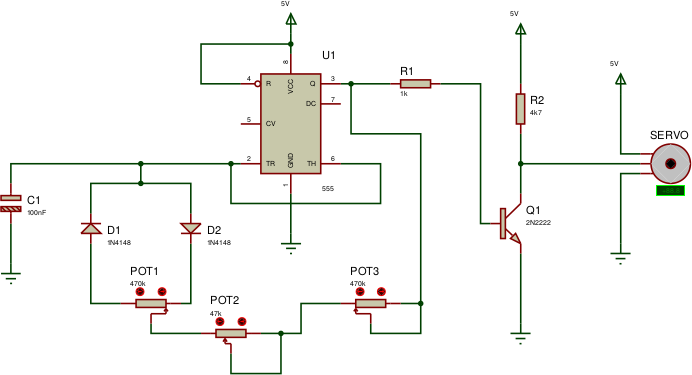 5V
5V
U1
5V
R1
1k
4
R
8
VCC
Q
3
DC
7
R2
4k7
5
CV
SERVO
2
TR
GND
TH
6
1
555
C1
100nF
D1
1N4148
D2
1N4148
Q1
2N2222
POT1
470k
POT2
47k
POT3
470k